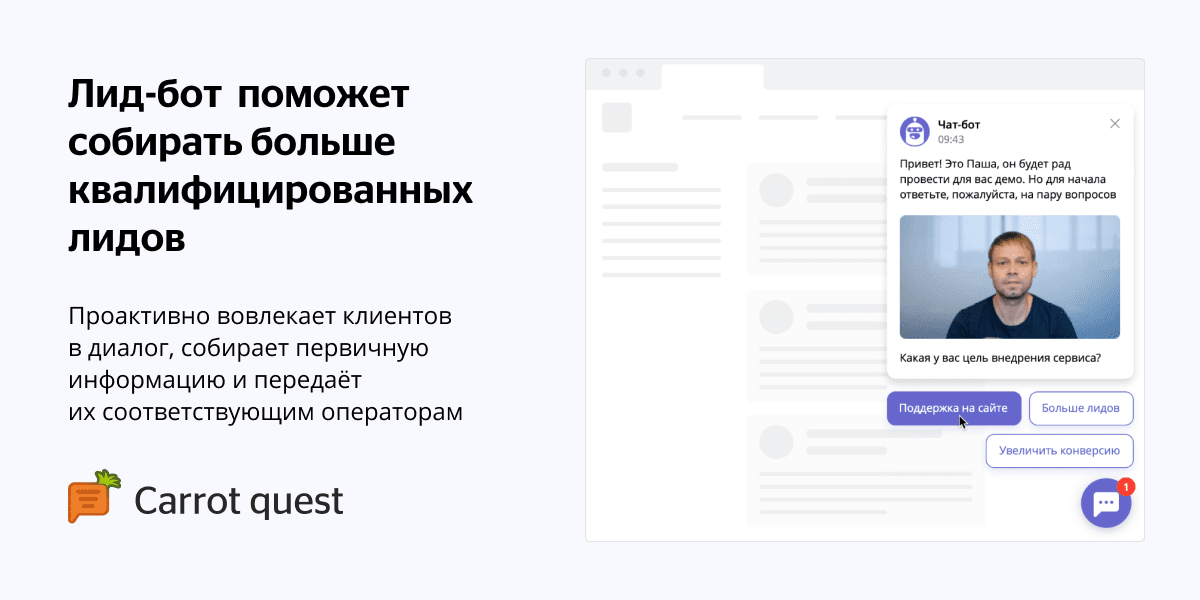 Лид-бот поможет
собирать больше
квалифицированных
лидов
Проактивно вовлекает клиентов
в диалог, собирает первичную
информацию и передаёт
их соответствующим операторам
Carrot quest
Чат-бот
09:43
Привет! Это Паша, он будет рад
провести для вас демо. Но для начала
ответьте, пожалуйста, на пару вопросов
Какая у вас цель внедрения сервиса?
Поддержка на сайте
Больше лидов
Увеличить конверсию
1